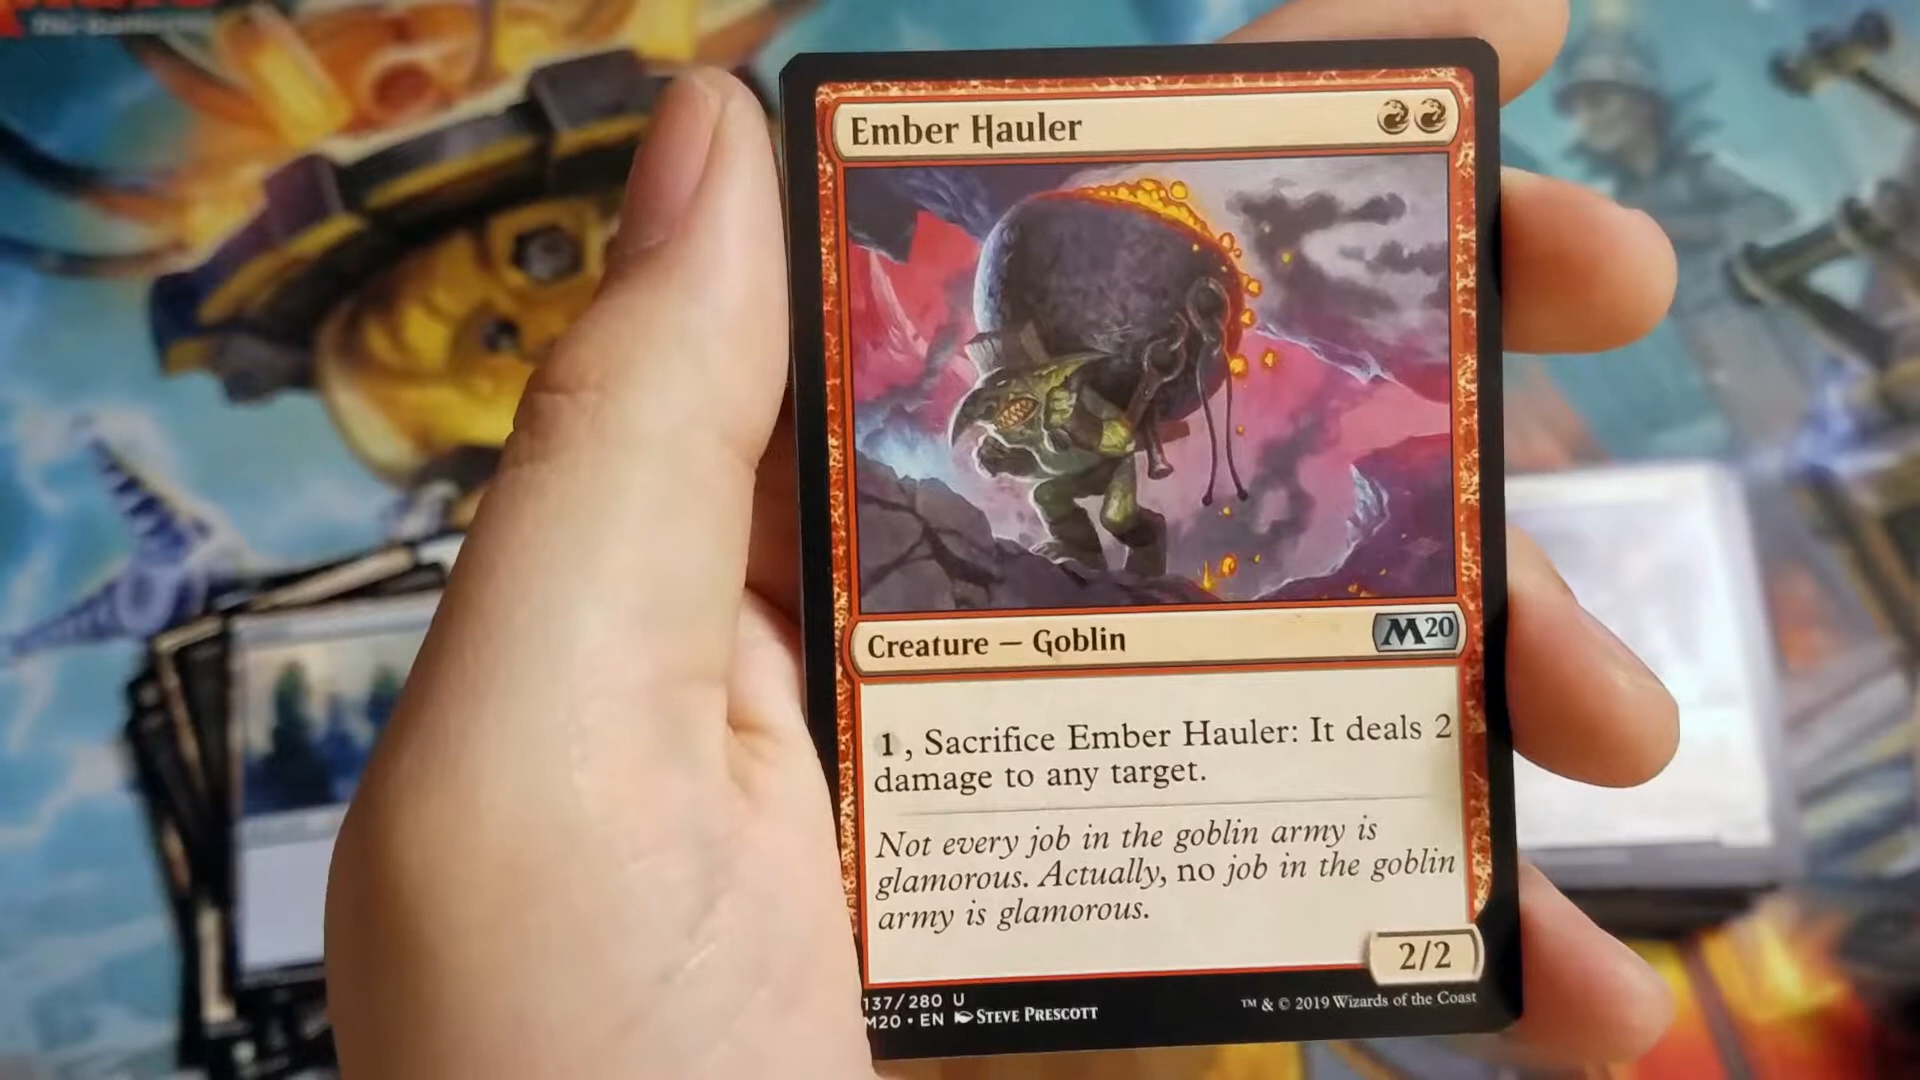 Ember Hauler
Creature — Goblin
M20
1, Sacrifice Ember Hauler: It deals 2
damage to any target.
Not every job in the goblin army is
glamorous. Actually, no job in the goblin
army is glamorous.
2/2
137/280 U
M20 • EN STEVE PRESCOTT
™ & © 2019 Wizards of the Coast